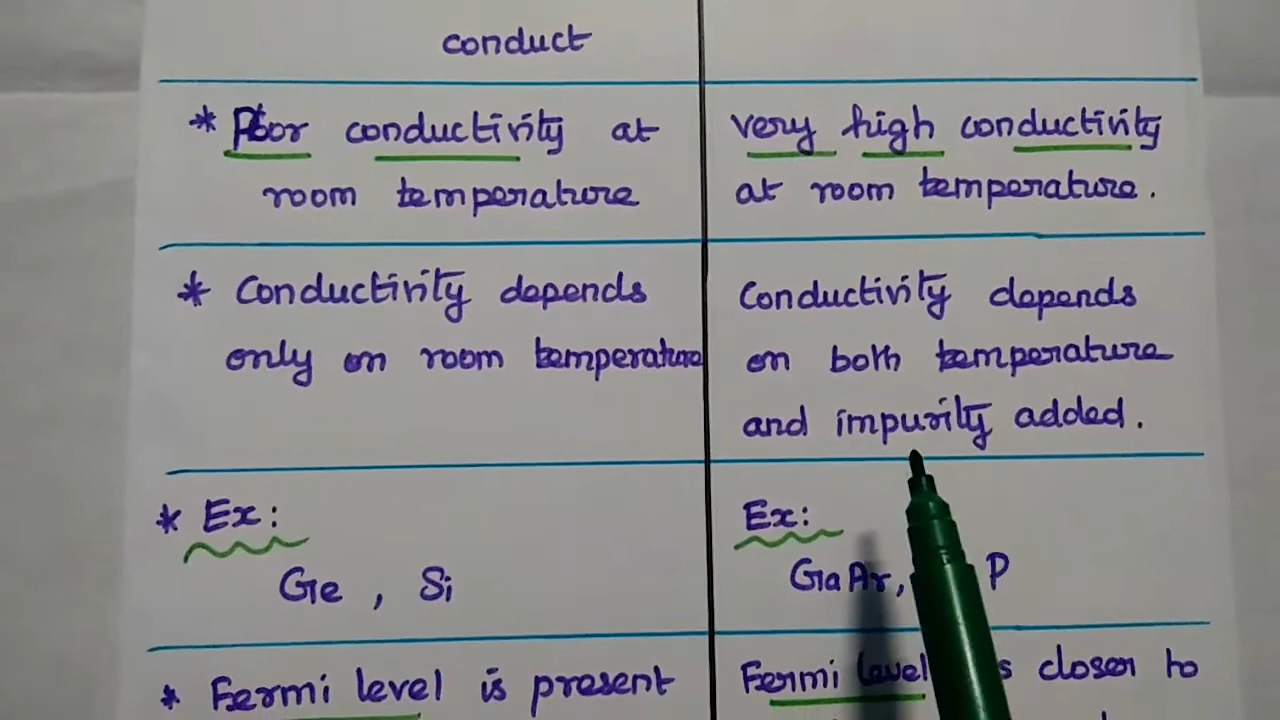 conduct
* Poor conductivity at
room temperature
very high conductivity
at room temperature.
* Conductivity depends
only on room temperature
Conductivity depends
on both temperature
and impurity added.
* Ex:
Ge , Si
Ex:
GaAr, P
* Fermi level is present
Fermi level closer to